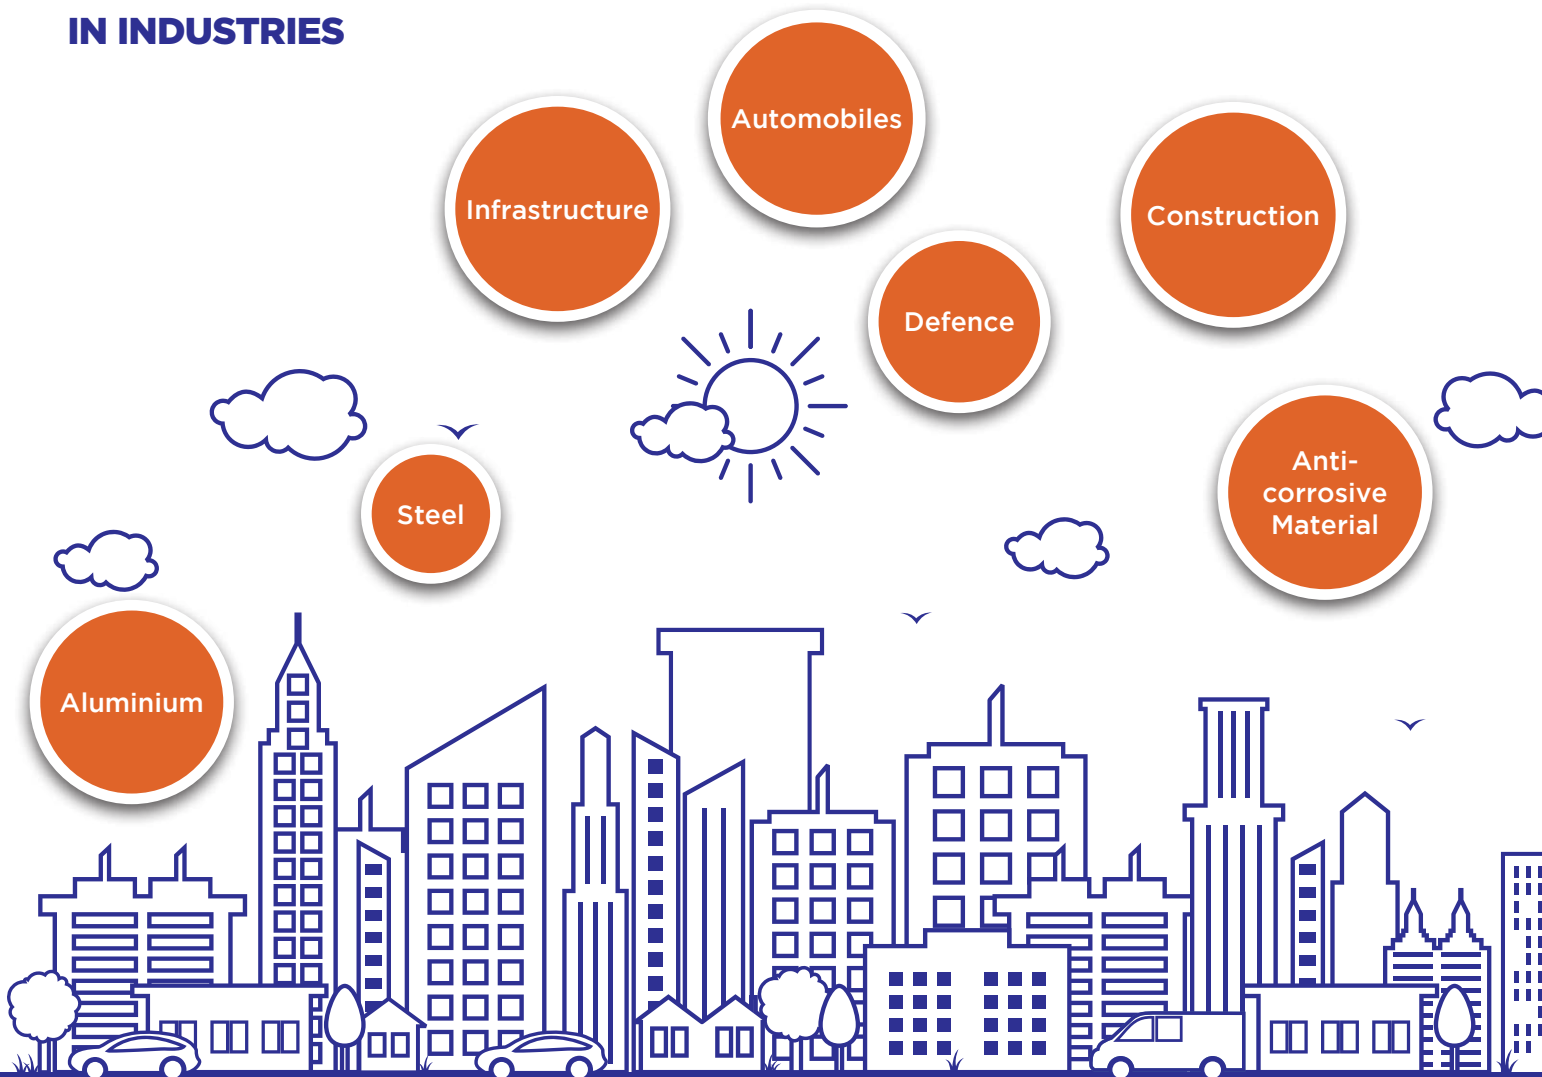 IN INDUSTRIES
Automobiles
Infrastructure
Construction
Defence
Steel
Anti-
corrosive
Material
Aluminium